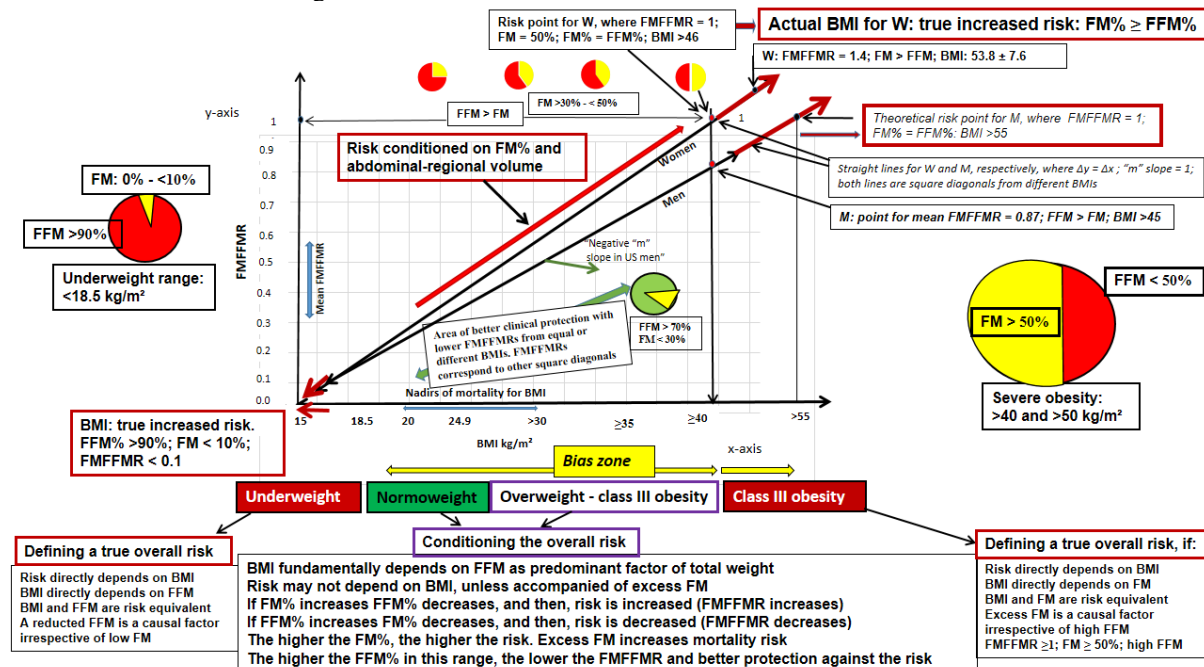 Risk point for W, where FMFFMR = 1;
FM = 50%; FM% = FFM%; BMI >46
Actual BMI for W: true increased risk: FM% ≥ FFM%
W: FMFFMR = 1.4; FM > FFM; BMI: 53.8 ± 7.6
y-axis
FFM > FM
FM >30% - < 50%
1
1
Theoretical risk point for M, where FMFFMR = 1;
FM% = FFM%: BMI >55
Risk conditioned on FM% and
abdominal-regional volume
Women
Men
Straight lines for W and M, respectively, where Δy = Δx ; “m” slope = 1;
both lines are square diagonals from different BMIs
M: point for mean FMFFMR = 0.87; FFM > FM; BMI >45
FM: 0% - <10%
FFM >90%
Underweight range:
<18.5 kg/m²
FMFFMR
0.9
0.8
0.7
0.6
0.5
0.4
0.3
0.2
0.1
0.0
Mean FMFFMR
“Negative “m”
slope in US men”
FFM > 70%
FM < 30%
Area of better clinical protection with
lower FMFFMRs from equal or
different BMIs. FMFFMRs
correspond to other square diagonals
Nadirs of mortality for BMI
FFM < 50%
FM > 50%
Severe obesity:
>40 and >50 kg/m²
BMI: true increased risk.
FFM% >90%; FM < 10%;
FMFFMR < 0.1
15 18.5 20 24.9 >30 ≥35 ≥40 >55
BMI kg/m²
x-axis
Bias zone
Underweight
Normoweight
Overweight - class III obesity
Class III obesity
Defining a true overall risk
Risk directly depends on BMI
BMI directly depends on FFM
BMI and FFM are risk equivalent
A reducted FFM is a causal factor
irrespective of low FM
Conditioning the overall risk
BMI fundamentally depends on FFM as predominant factor of total weight
Risk may not depend on BMI, unless accompanied of excess FM
If FM% increases FFM% decreases, and then, risk is increased (FMFFMR increases)
If FFM% increases FM% decreases, and then, risk is decreased (FMFFMR decreases)
The higher the FM%, the higher the risk. Excess FM increases mortality risk
The higher the FFM% in this range, the lower the FMFFMR and better protection against the risk
Defining a true overall risk, if:
Risk directly depends on BMI
BMI directly depends on FM
BMI and FM are risk equivalent
Excess FM is a causal factor
irrespective of high FFM
FMFFMR ≥1; FM ≥ 50%; high FFM